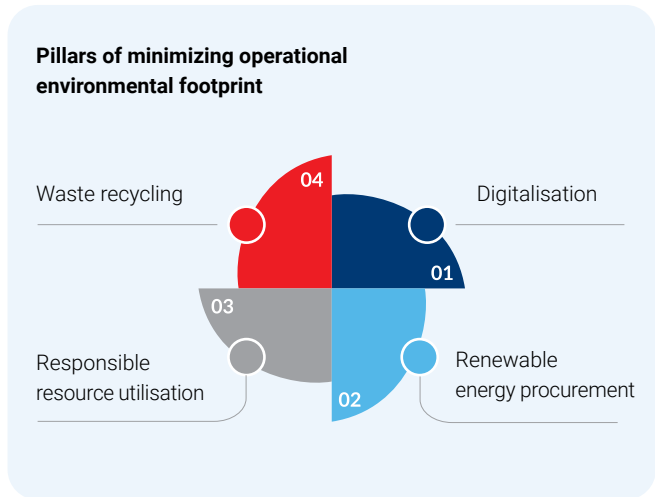 Pillars of minimizing operational
environmental footprint
04
Waste recycling
Digitalisation
01
03
Responsible
resource utilisation
Renewable
energy procurement
02